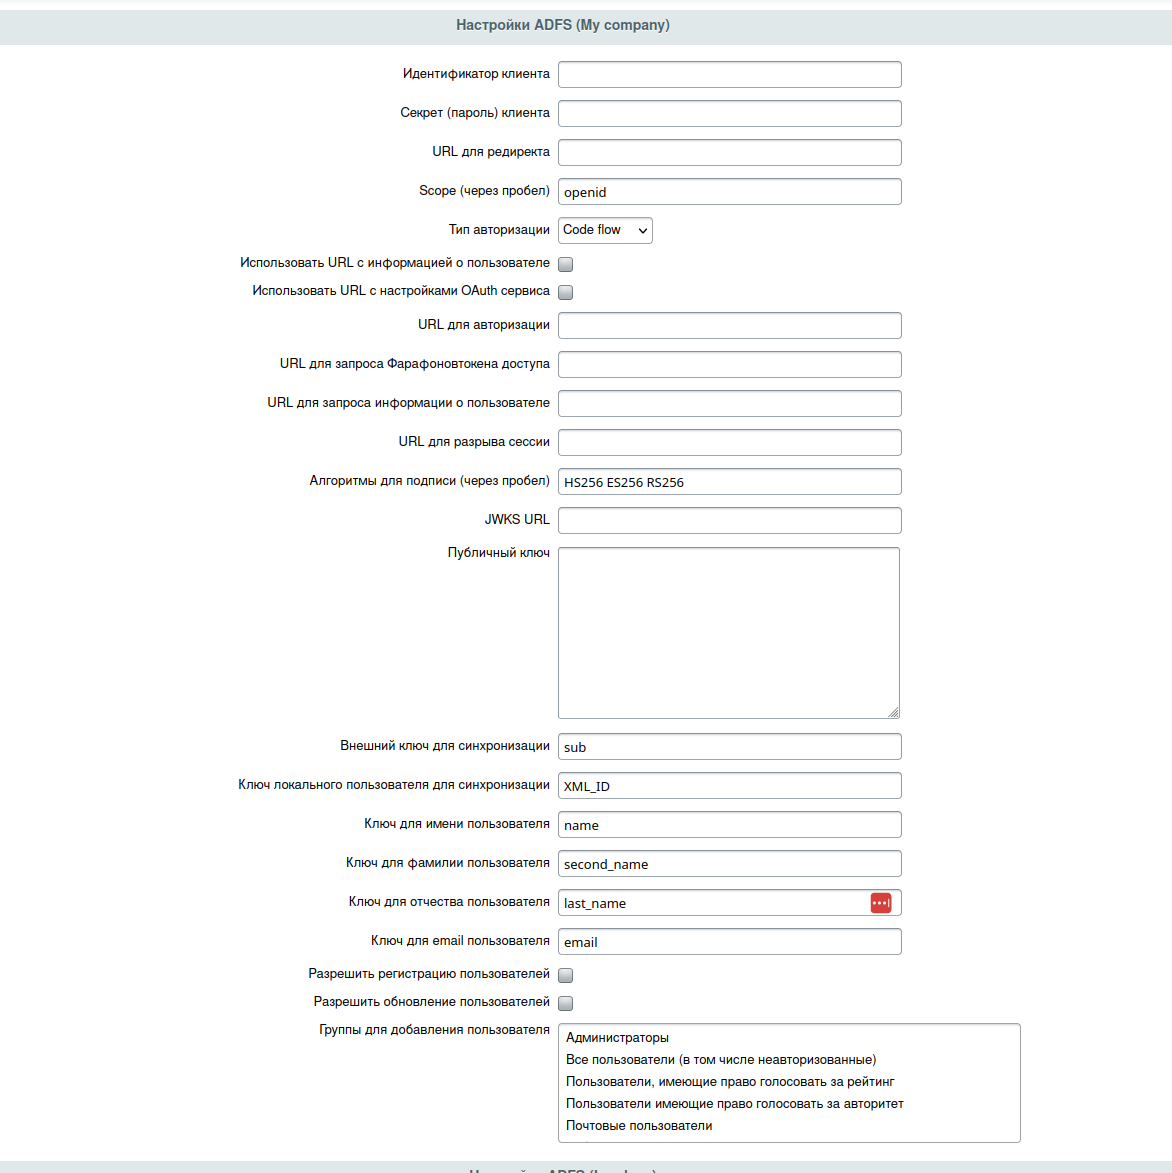 Настройки ADFS (My company)
Идентификатор клиента
Секрет (пароль) клиента
URL для редиректа
Scope (через пробел) openid
Тип авторизации Code flow
Использовать URL с информацией о пользователе
Использовать URL с настройками OAuth сервиса
URL для авторизации
URL для запроса Фарафоновтокена доступа
URL для запроса информации о пользователе
URL для разрыва сессии
Алгоритмы для подписи (через пробел) HS256 ES256 RS256
JWKS URL
Публичный ключ
Внешний ключ для синхронизации sub
Ключ локального пользователя для синхронизации XML_ID
Ключ для имени пользователя name
Ключ для фамилии пользователя second_name
Ключ для отчества пользователя last_name
Ключ для email пользователя email
Разрешить регистрацию пользователей
Разрешить обновление пользователей
Группы для добавления пользователя
Администраторы
Все пользователи (в том числе неавторизованные)
Пользователи, имеющие право голосовать за рейтинг
Пользователи имеющие право голосовать за авторитет
Почтовые пользователи